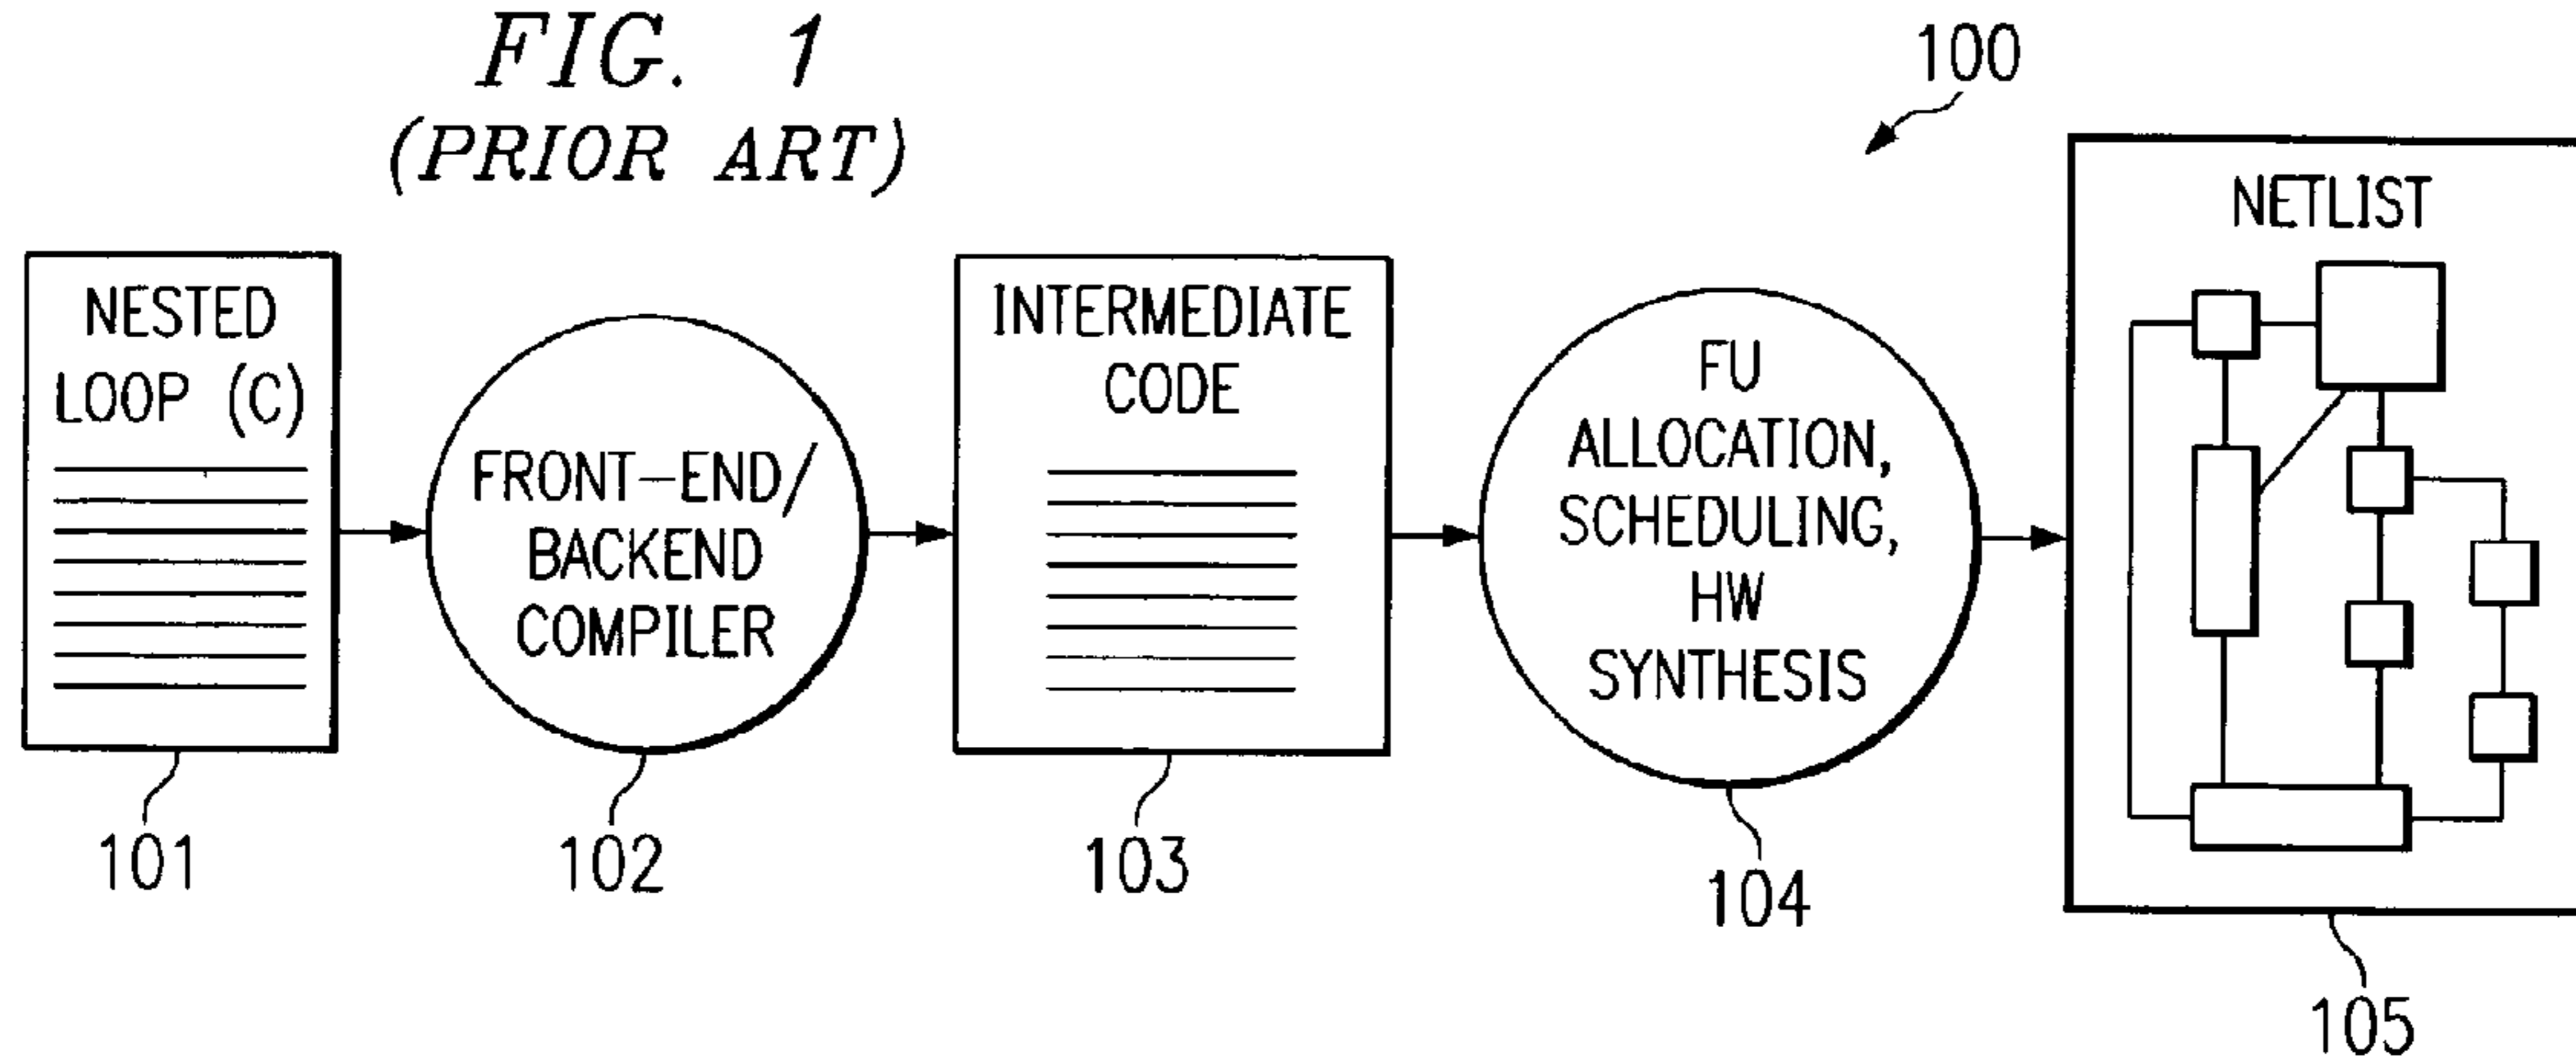 FIG. 1
(PRIOR ART)
100
NESTED
LOOP (C)
101
FRONT-END/
BACKEND
COMPILER
102
INTERMEDIATE
CODE
103
FU
ALLOCATION,
SCHEDULING,
HW
SYNTHESIS
104
NETLIST
105